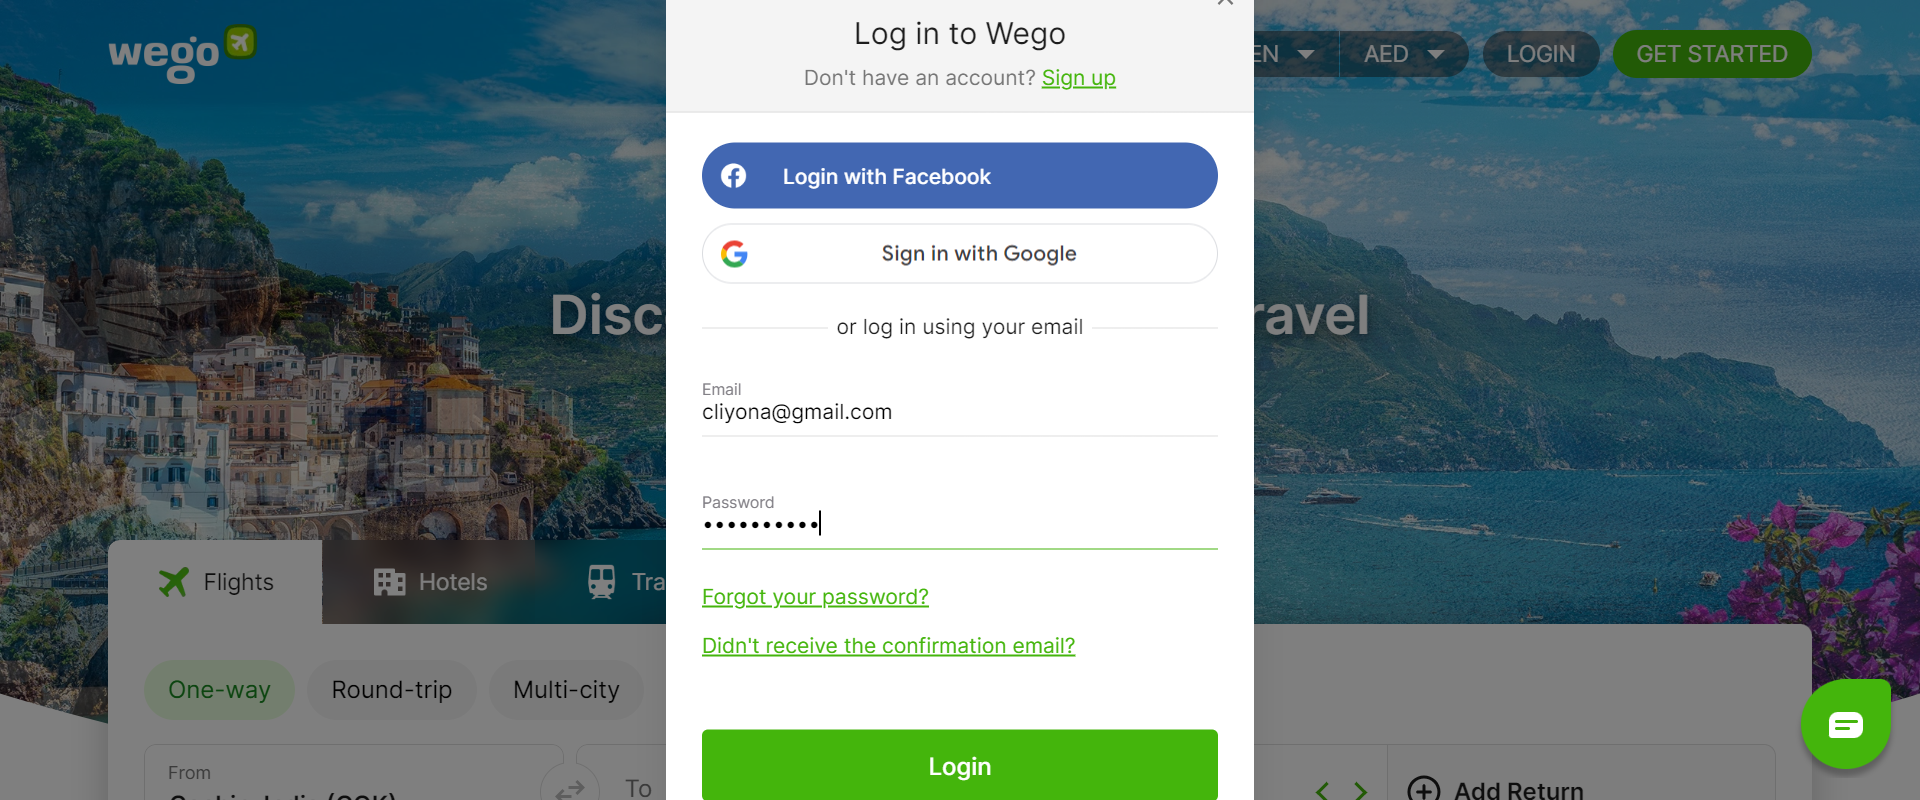 wego
EN
AED
LOGIN
GET STARTED
Log in to Wego
Don't have an account? Sign up
Login with Facebook
Sign in with Google
Disc
ravel
or log in using your email
Email
cliyona@gmail.com
Password
Flights
Hotels
Tra
Forgot your password?
Didn't receive the confirmation email?
One-way
Round-trip
Multi-city
Login
From
To
Add Return